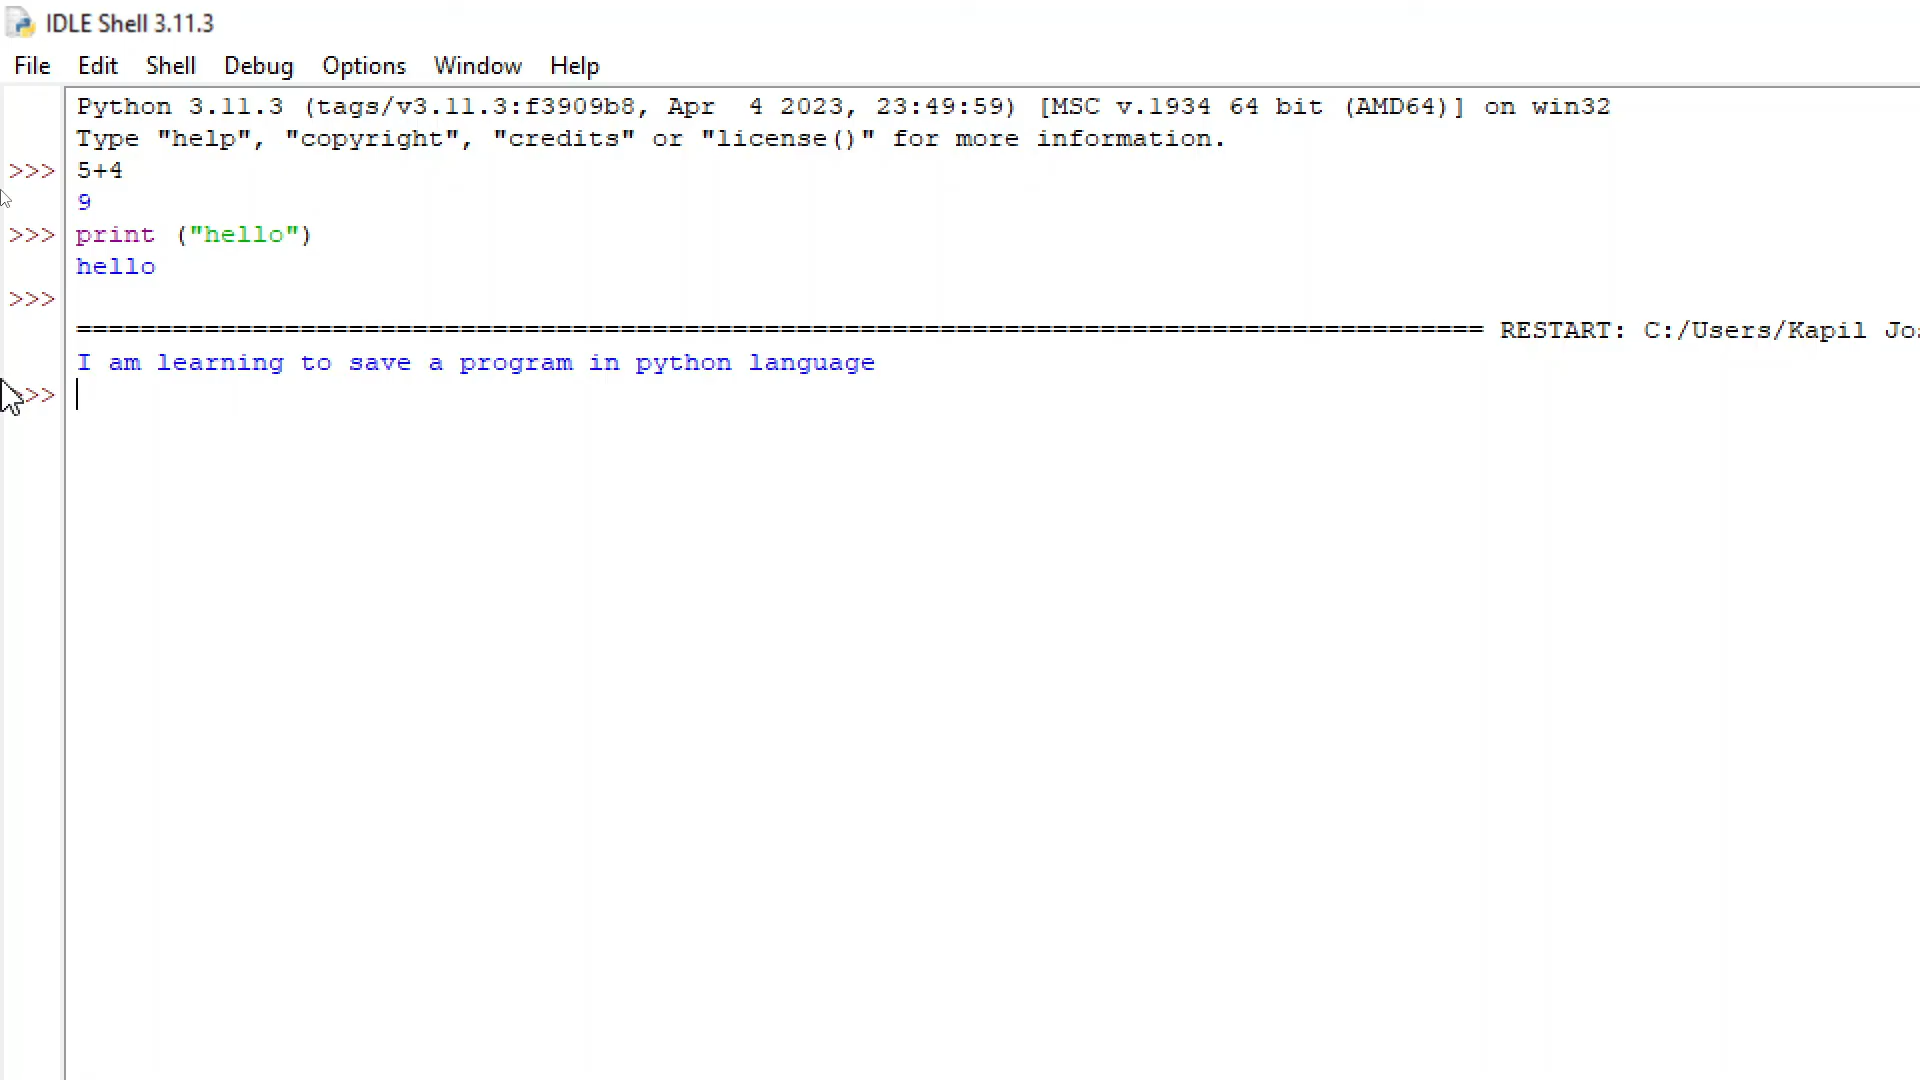 IDLE Shell 3.11.3
File Edit Shell Debug Options Window Help
Python 3.11.3 (tags/v3.11.3:f3909b8, Apr  4 2023, 23:49:59) [MSC v.1934 64 bit (AMD64)] on win32
Type "help", "copyright", "credits" or "license()" for more information.
>>> 5+4
9
>>> print ("hello")
hello
>>>
======================================================================================== RESTART: C:/Users/Kapil
I am learning to save a program in python language
>>>